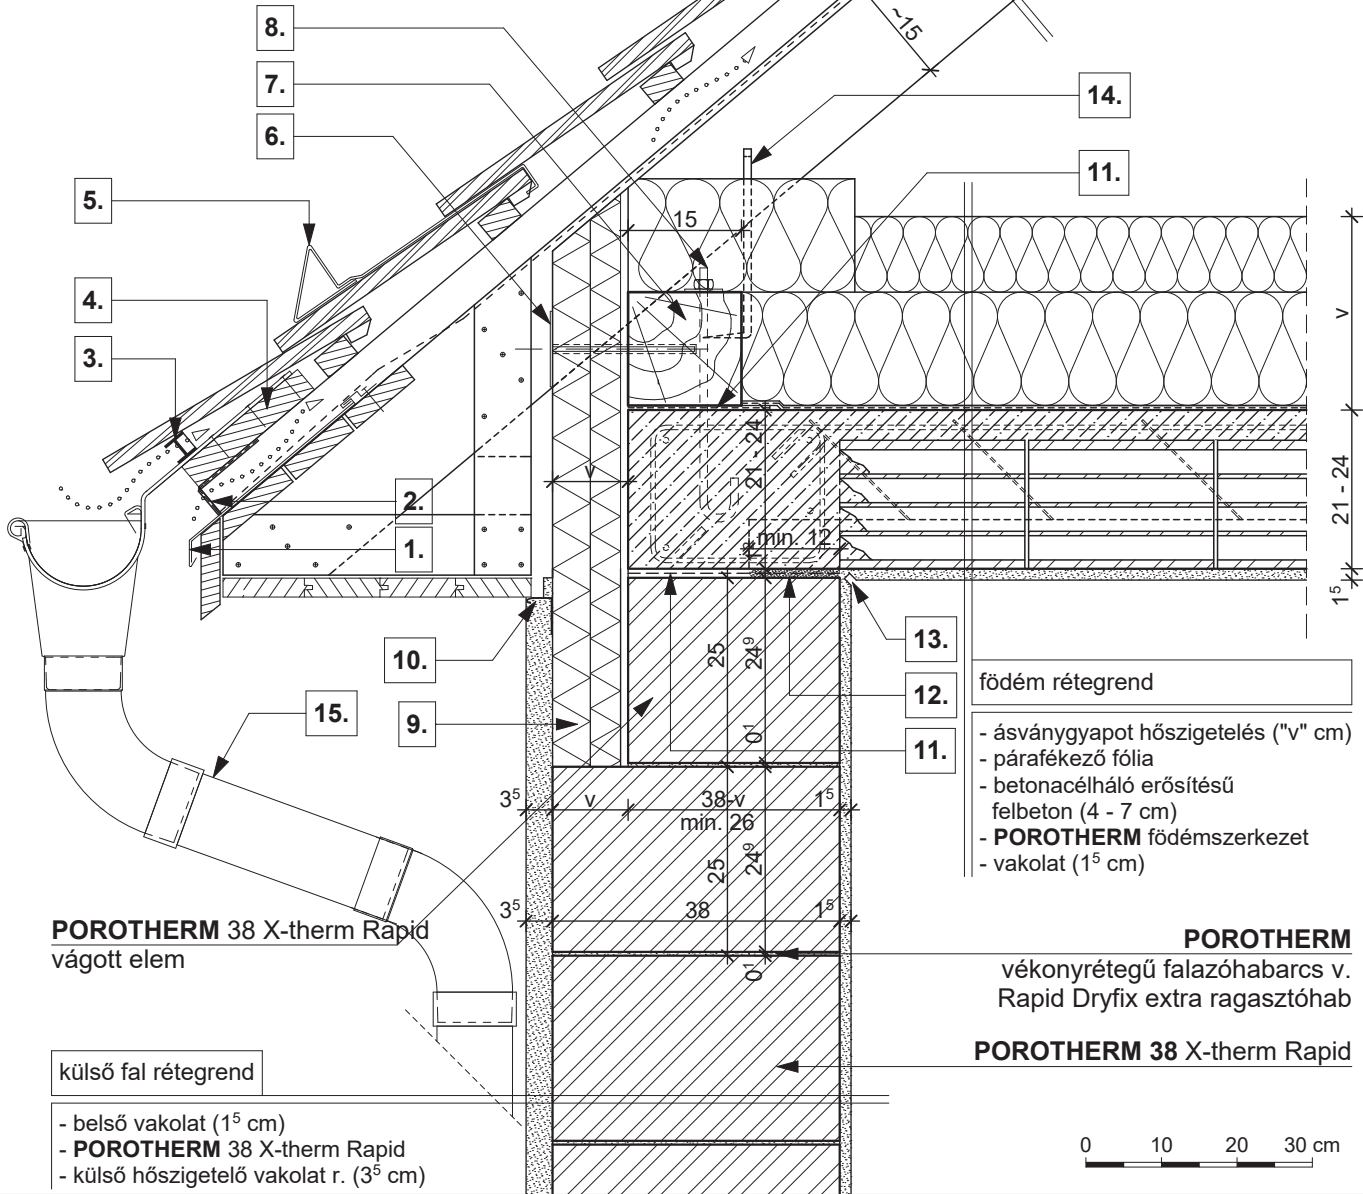 8.
7.
6.
5.
4.
3.
2.
1.
~15
14.
11.
15
v
21 - 24
21 - 24
1⁵
v
min. 12
10.
9.
15.
13.
12.
11.
25
24⁹
0¹
3⁵
v
38-v
min. 26
1⁵
25
24⁹
3⁵
38
1⁵
0¹
födém rétegrend
- ásványgyapot hőszigetelés ("v" cm)
- párafékező fólia
- betonacélháló erősítésű
felbeton (4 - 7 cm)
- POROTHERM födémszerkezet
- vakolat (1⁵ cm)
POROTHERM 38 X-therm Rapid
vágott elem
POROTHERM
vékonyrétegű falazóhabarcs v.
Rapid Dryfix extra ragasztóhab
POROTHERM 38 X-therm Rapid
külső fal rétegrend
- belső vakolat (1⁵ cm)
- POROTHERM 38 X-therm Rapid
- külső hőszigetelő vakolat r. (3⁵ cm)
0 10 20 30 cm